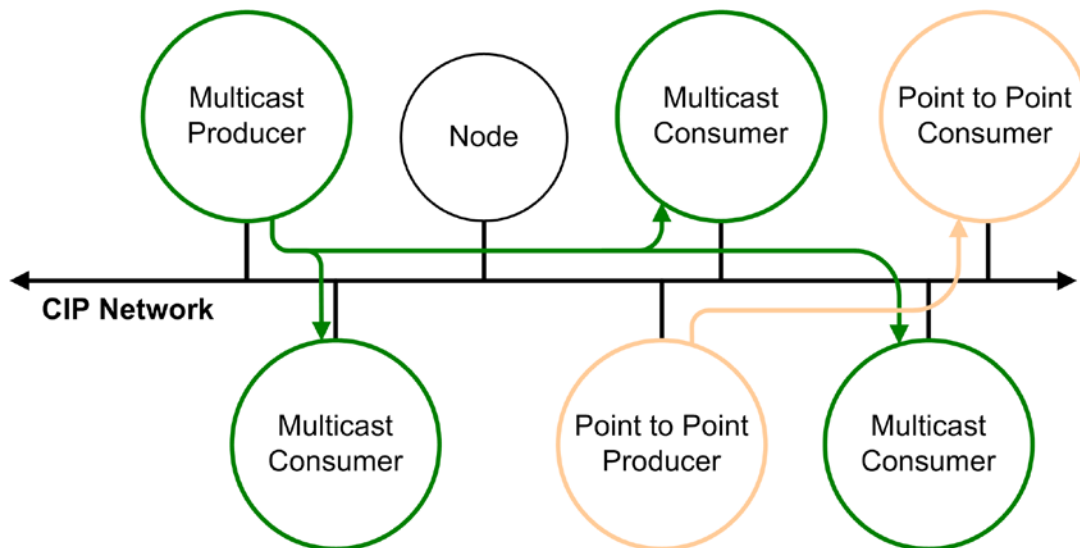 Multicast
Producer
Node
Multicast
Consumer
Point to Point
Consumer
CIP Network
Multicast
Consumer
Point to Point
Producer
Multicast
Consumer